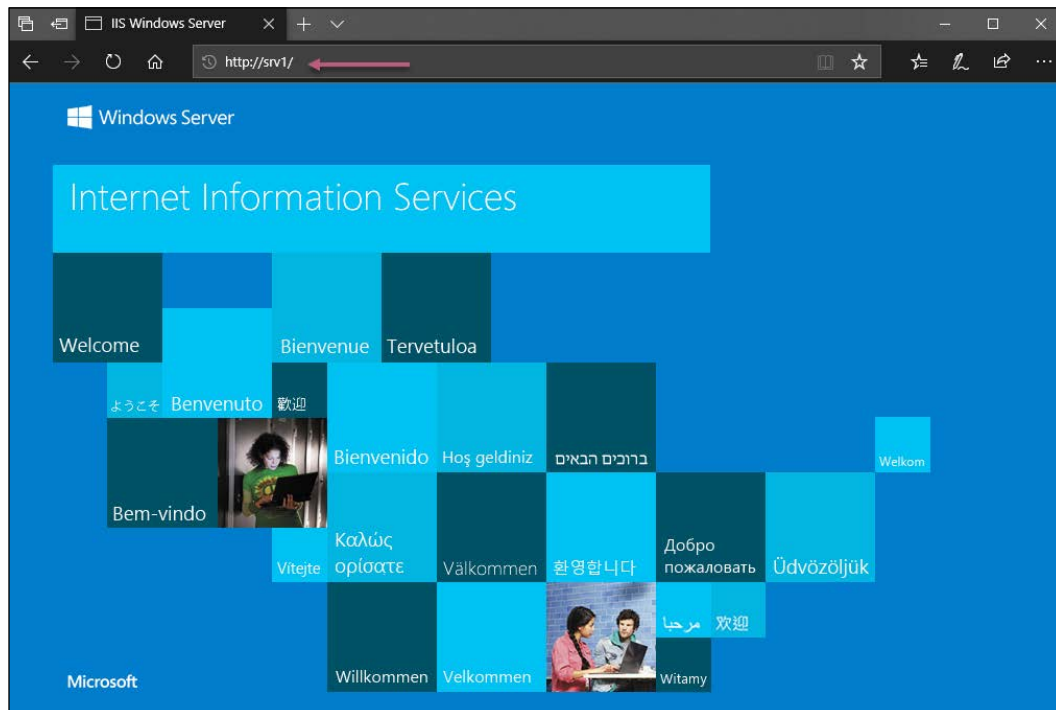 IIS Windows Server
http://srv1/
Windows Server
Internet Information Services
Welcome
Bienvenue
Tervetuloa
ようこそ
Benvenuto
歡迎
Bienvenido
Hoş geldiniz
ברוכים הבאים
Welkom
Bem-vindo
Vítejte
Καλώς
ορίσατε
Välkommen
환영합니다
Добро
пожаловать
Üdvözöljük
مرحبا
欢迎
Microsoft
Willkommen
Velkommen
Witamy